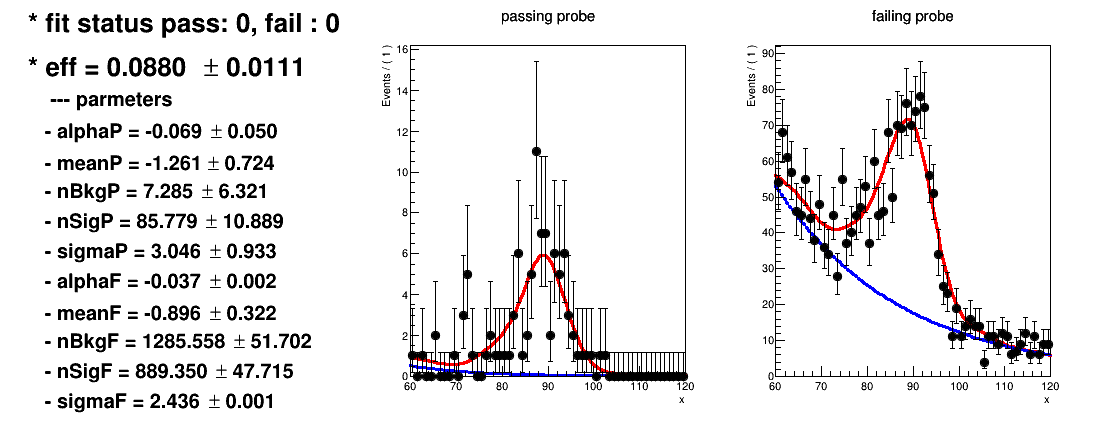 * fit status pass: 0, fail : 0
* eff = 0.0880 ± 0.0111
--- parmeters
- alphaP = -0.069 ± 0.050
- meanP = -1.261 ± 0.724
- nBkgP = 7.285 ± 6.321
- nSigP = 85.779 ± 10.889
- sigmaP = 3.046 ± 0.933
- alphaF = -0.037 ± 0.002
- meanF = -0.896 ± 0.322
- nBkgF = 1285.558 ± 51.702
- nSigF = 889.350 ± 47.715
- sigmaF = 2.436 ± 0.001
passing probe
Events / ( 1 )
16
14
12
10
8
6
4
2
0
60 70 80 90 100 110 120
x
failing probe
Events / ( 1 )
90
80
70
60
50
40
30
20
10
0
60 70 80 90 100 110 120
x